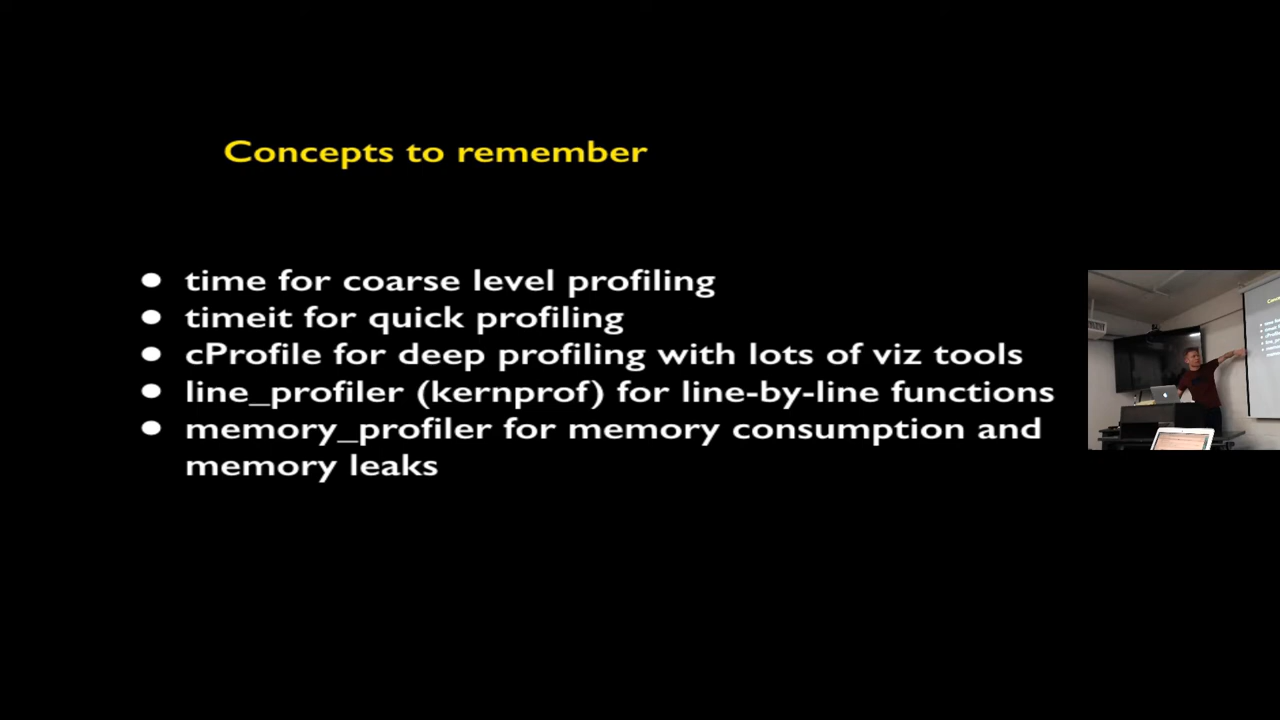 Concepts to remember
● time for coarse level profiling
● timeit for quick profiling
● cProfile for deep profiling with lots of viz tools
● line_profiler (kernprof) for line-by-line functions
● memory_profiler for memory consumption and
memory leaks